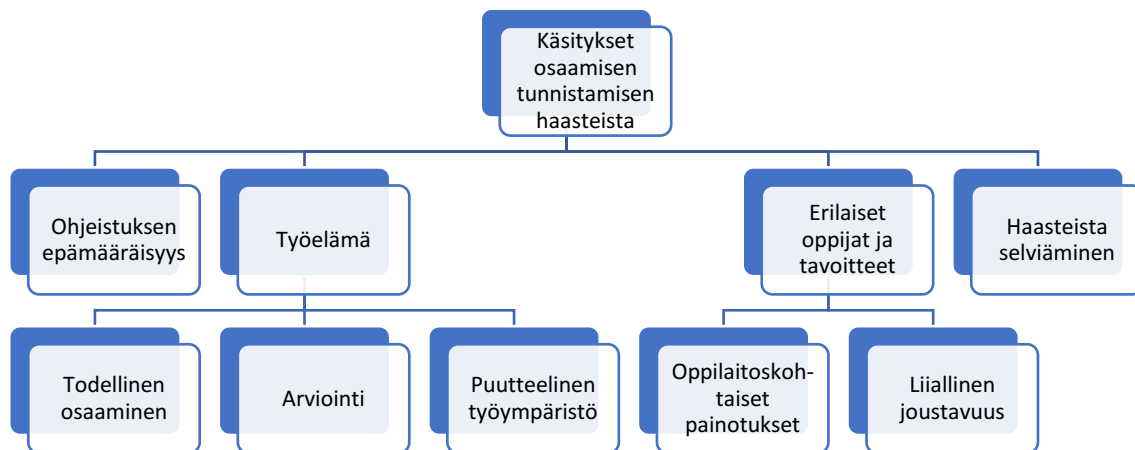 Käsitykset
osaamisen
tunnistamisen
haasteista
Ohjeistuksen
epämääräisyys
Työelämä
Erilaiset
oppijat ja
tavoitteet
Haasteista
selviäminen
Todellinen
osaaminen
Arviointi
Puutteelinen
työympäristö
Oppilaitoskoh-
taiset
painotukset
Liiallinen
joustavuus